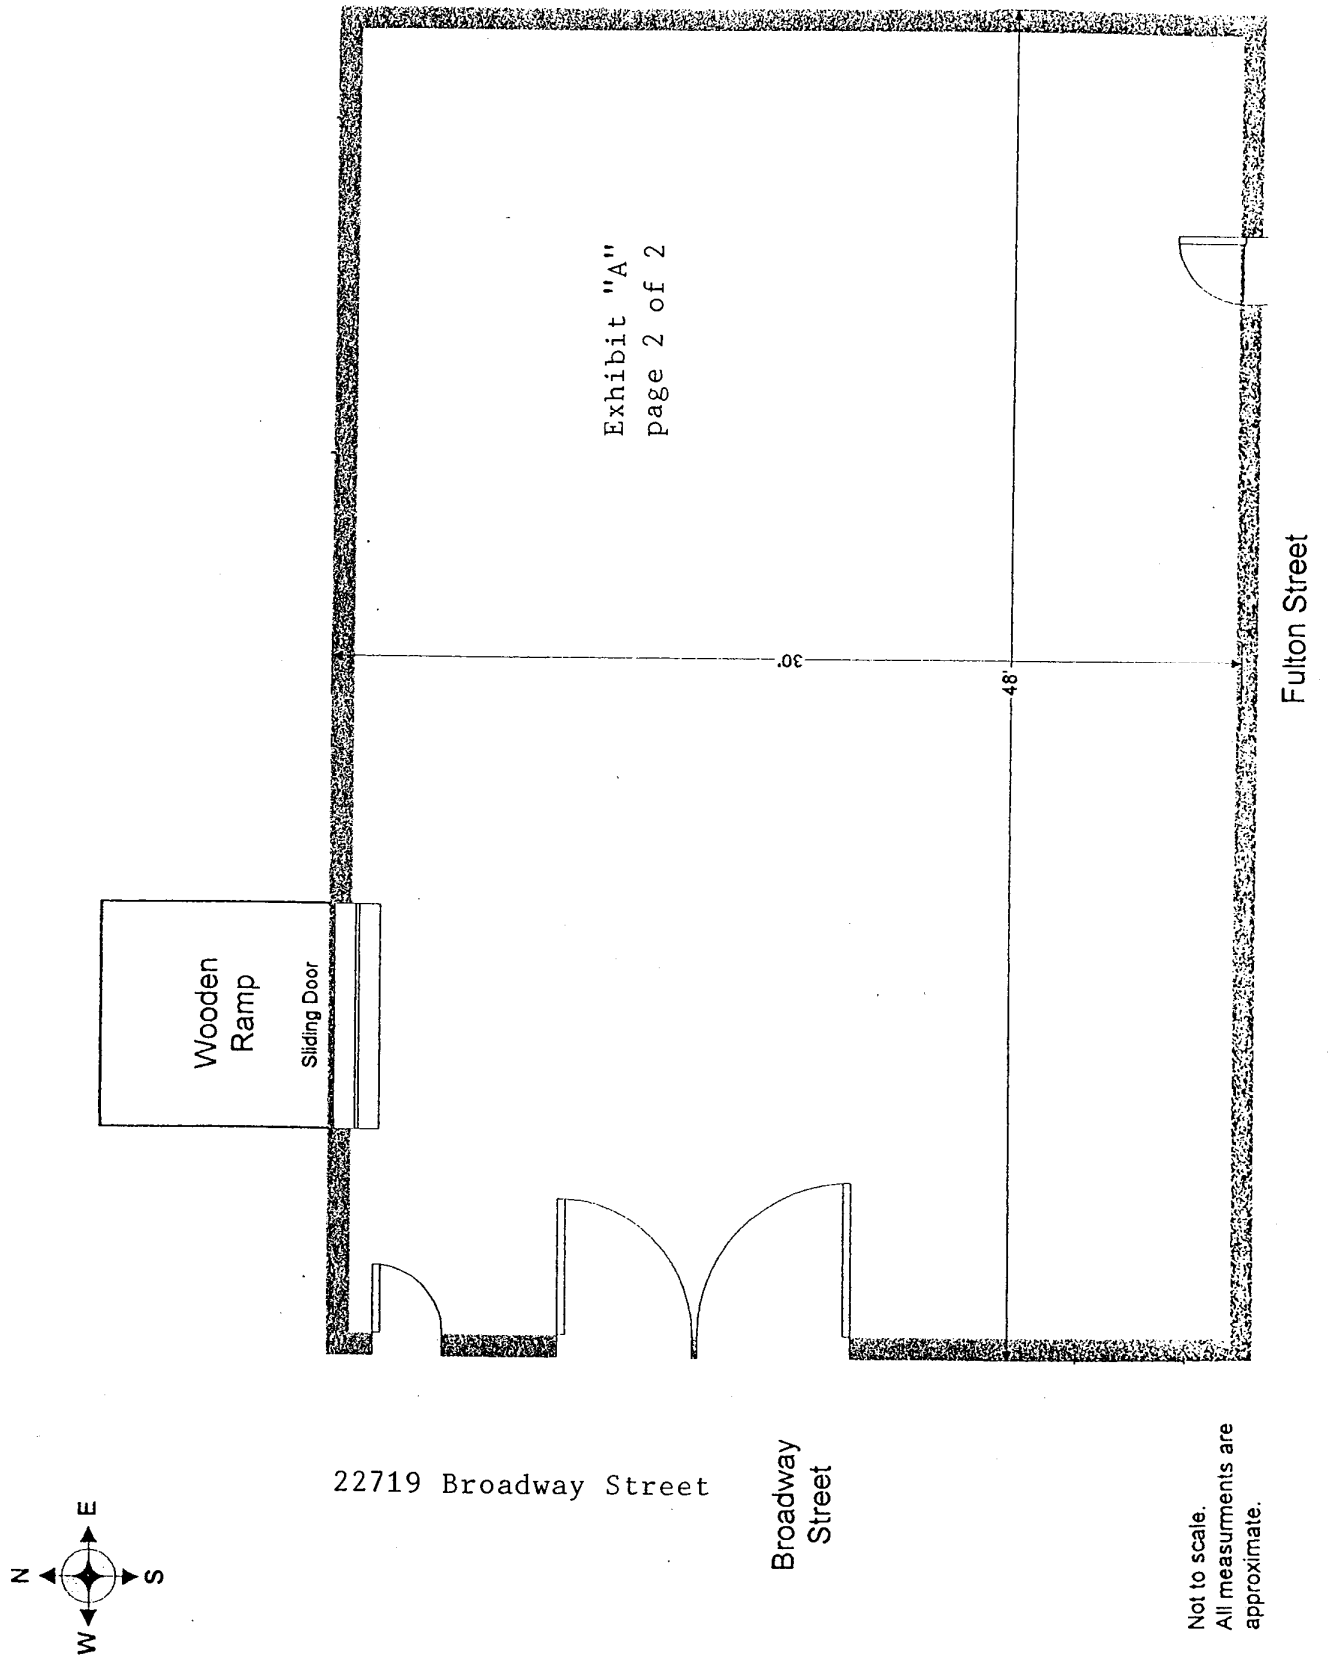 Wooden
Ramp
Sliding Door
Exhibit "A"
page 2 of 2
30'
48'
Fulton Street
N
W
E
S
22719 Broadway Street
Broadway
Street
Not to scale.
All measurments are
approximate.